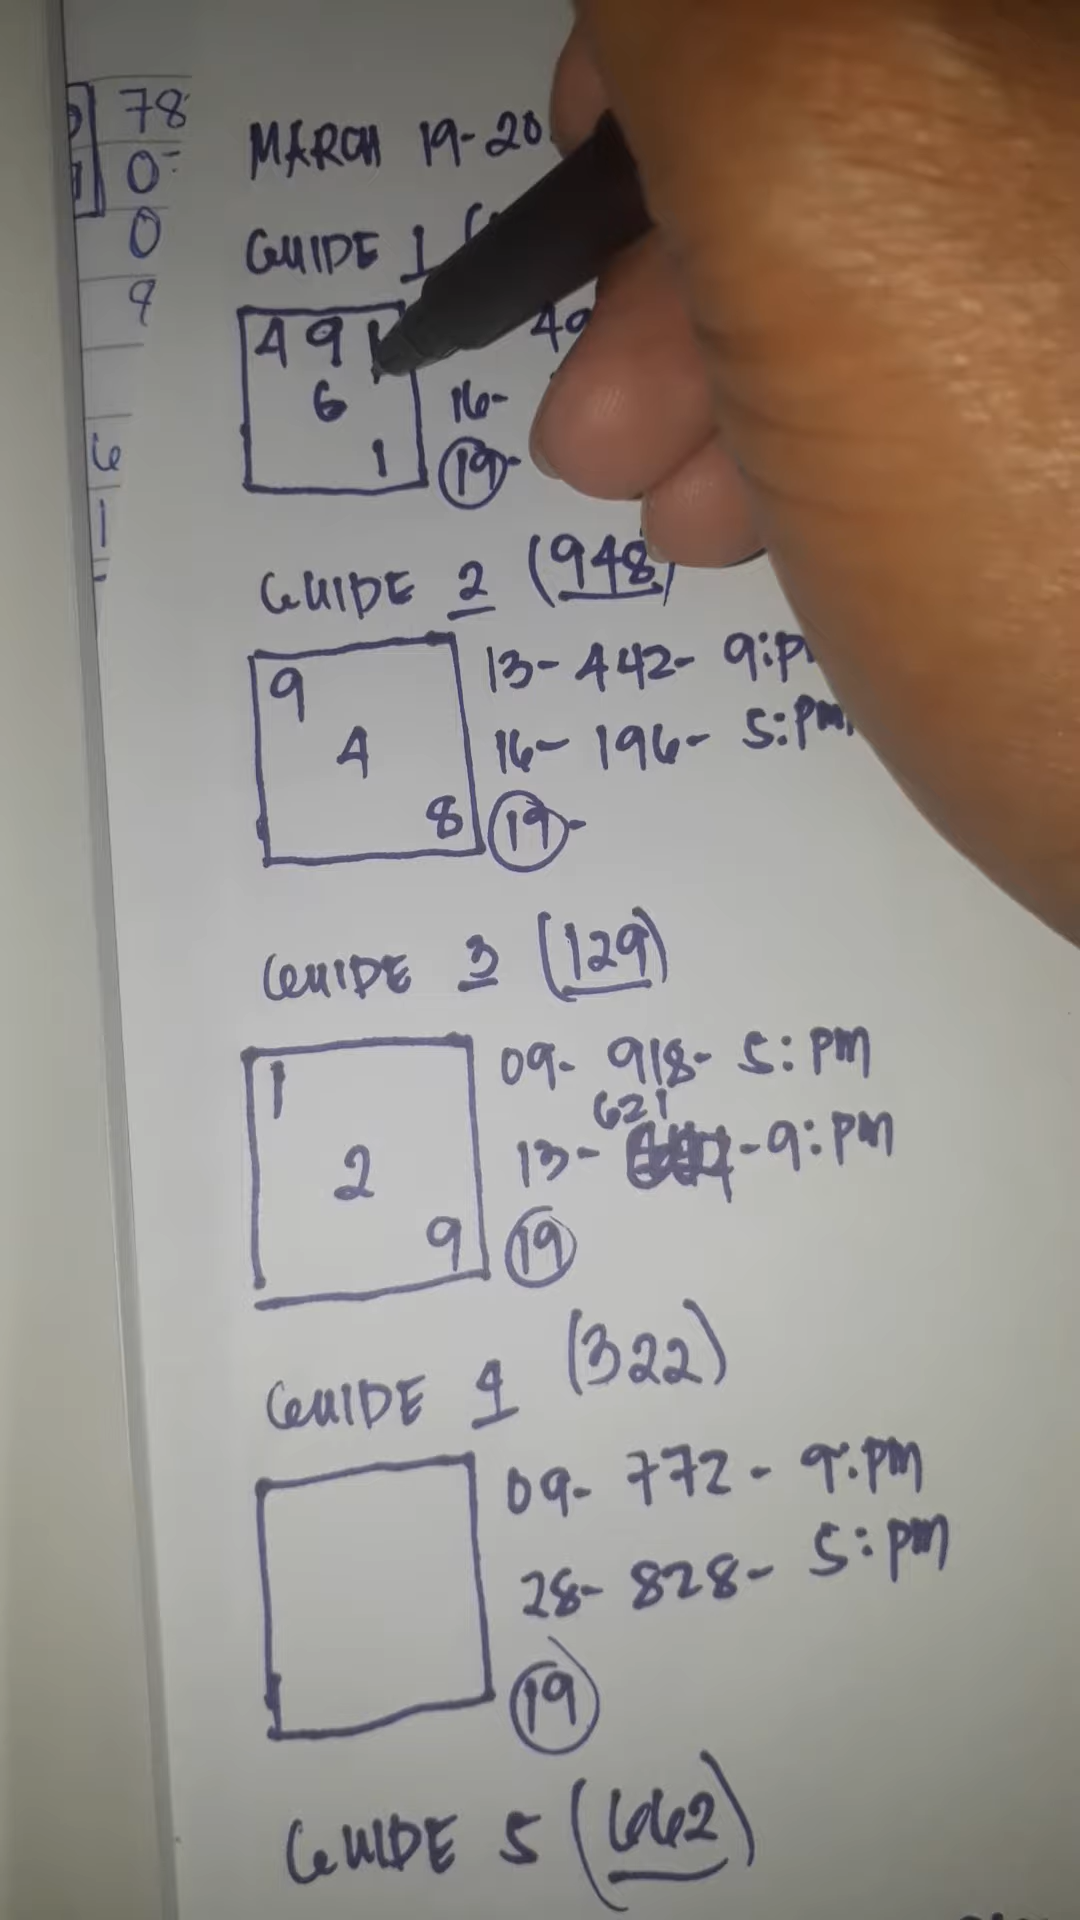 78
0
0
9
6
1
MARCH 19-20
GUIDE 1
4 9 1
6
1
49
16-
19-
GUIDE 2 (948)
9
4
8
13- 442- 9:PM
16- 196- 5:PM
19-
GUIDE 3 (129)
1
2
9
09- 918- 5:PM
621
13- -9:PM
19
GUIDE 4 (322)
09- 772- 9:PM
28- 828- 5:PM
19
GUIDE 5 (662)